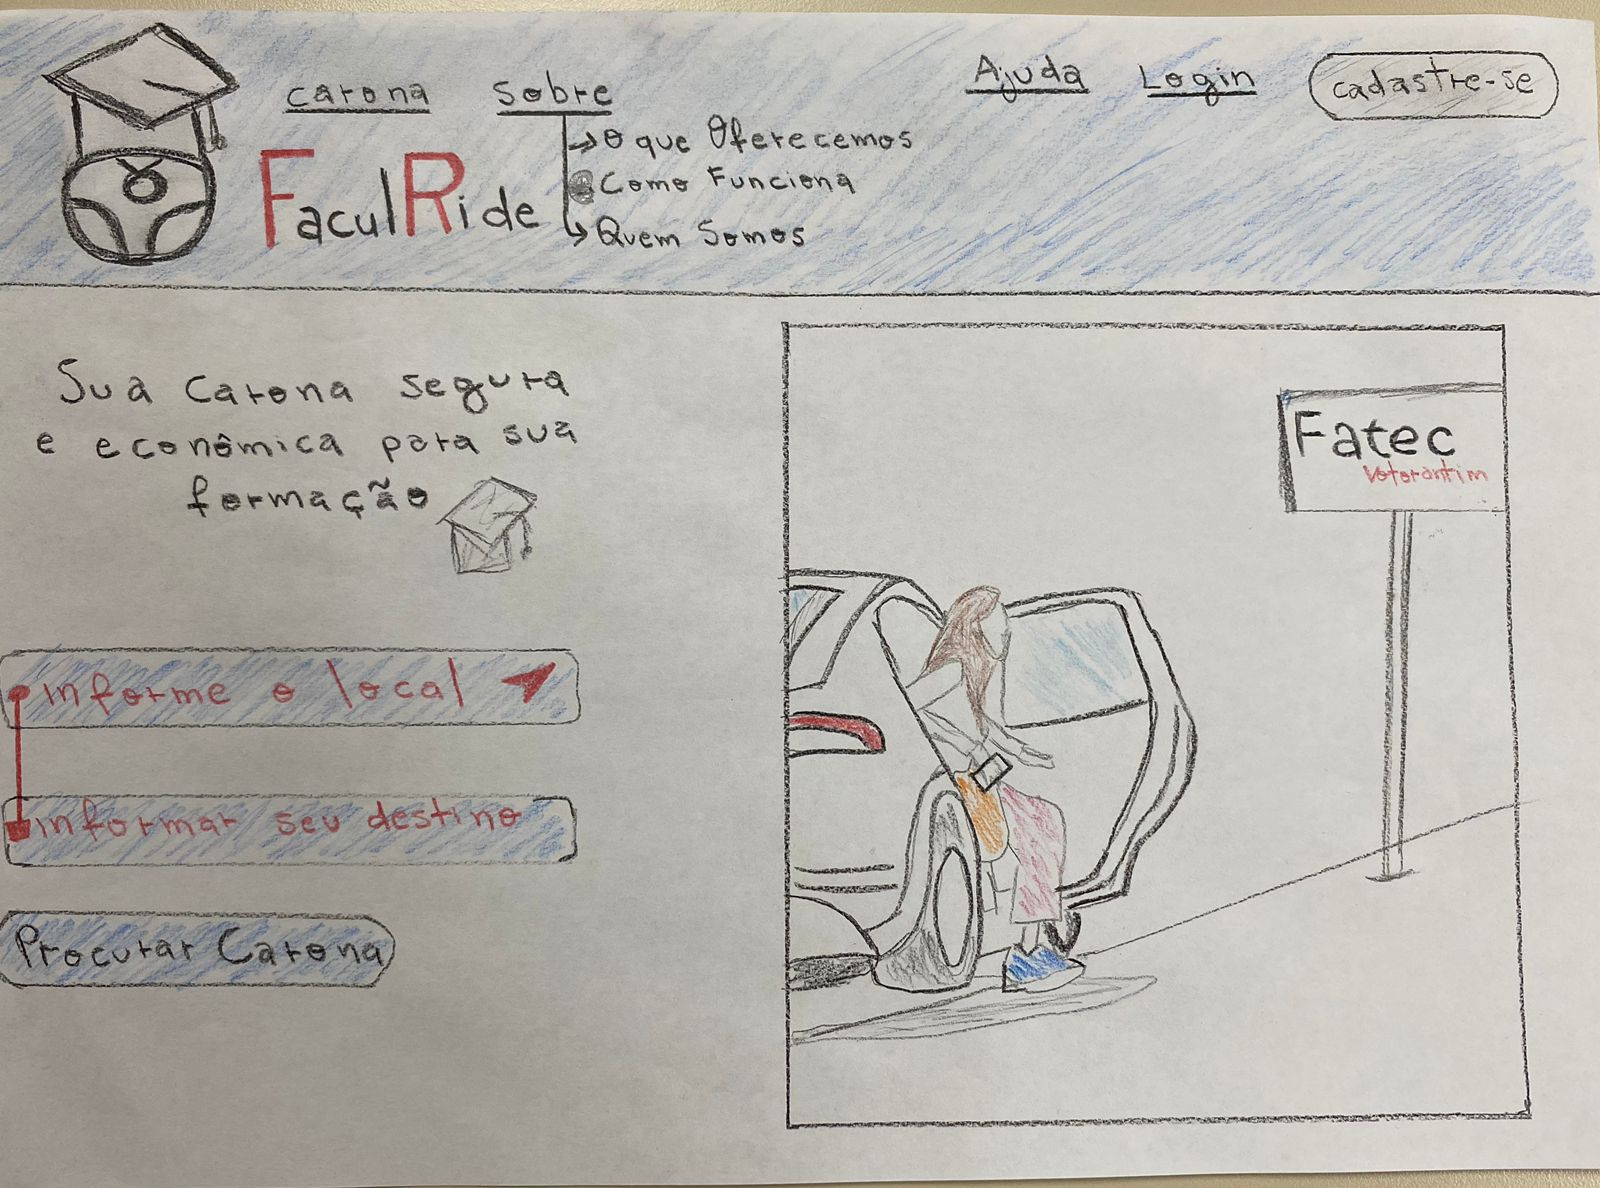 Carona
Sobre
Ajuda
Login
Cadastre-se
O que Oferecemos
Como Funciona
Quem Somos
FaculRide
Sua Carona segura
e econômica para sua
formação
informe o local
informar seu destino
Procurar Carona
Fatec
Votorantim